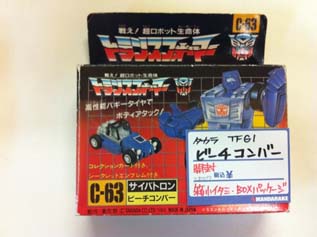 戦え!超ロボット生命体
トランスフォーマー
C-63
戦え!超ロボット生命体
トランスフォーマー
高性能バギータイヤで
ボディアタック!
コレクションカード付き
シークレットエンブレム付き
C-63
サイバトロン
ビーチコンバー
タカラ TFG1
ビーチコンバー
箱小イタミ・BOXパッケージ
MANDARAKE